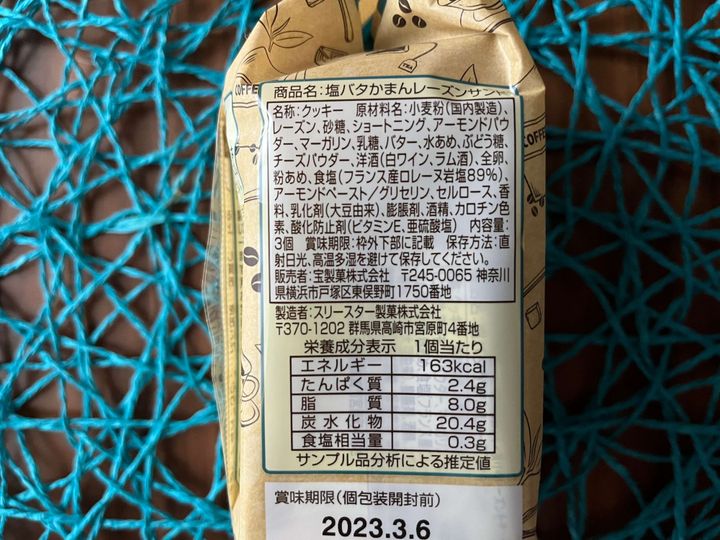 商品名:塩バタかまんレーズンサン
名称:クッキー 原材料名:小麦粉(国内製造)、
レーズン、砂糖、ショートニング、アーモンドパウ
ダー、マーガリン、乳糖、バター、水あめ、ぶどう糖、
チーズパウダー、洋酒(白ワイン、ラム酒)、全卵、
粉あめ、食塩(フランス産ロレーヌ岩塩89%)、
アーモンドペースト/グリセリン、セルロース、香
料、乳化剤(大豆由来)、膨脹剤、酒精、カロチン色
素、酸化防止剤(ビタミンE、亜硫酸塩) 内容量:
3個 賞味期限:枠外下部に記載 保存方法:直
射日光、高温多湿を避けて保存してください。
販売者:宝製菓株式会社 〒245-0065 神奈川
県横浜市戸塚区東俣野町1750番地
製造者:スリースター製菓株式会社
〒370-1202 群馬県高崎市宮原町4番地
栄養成分表示 1個当たり
エネルギー 163kcal
たんぱく質 2.4g
脂質 8.0g
炭水化物 20.4g
食塩相当量 0.3g
サンプル品分析による推定値
賞味期限(個包装開封前)
2023.3.6
COFFE
TEA
COFFE